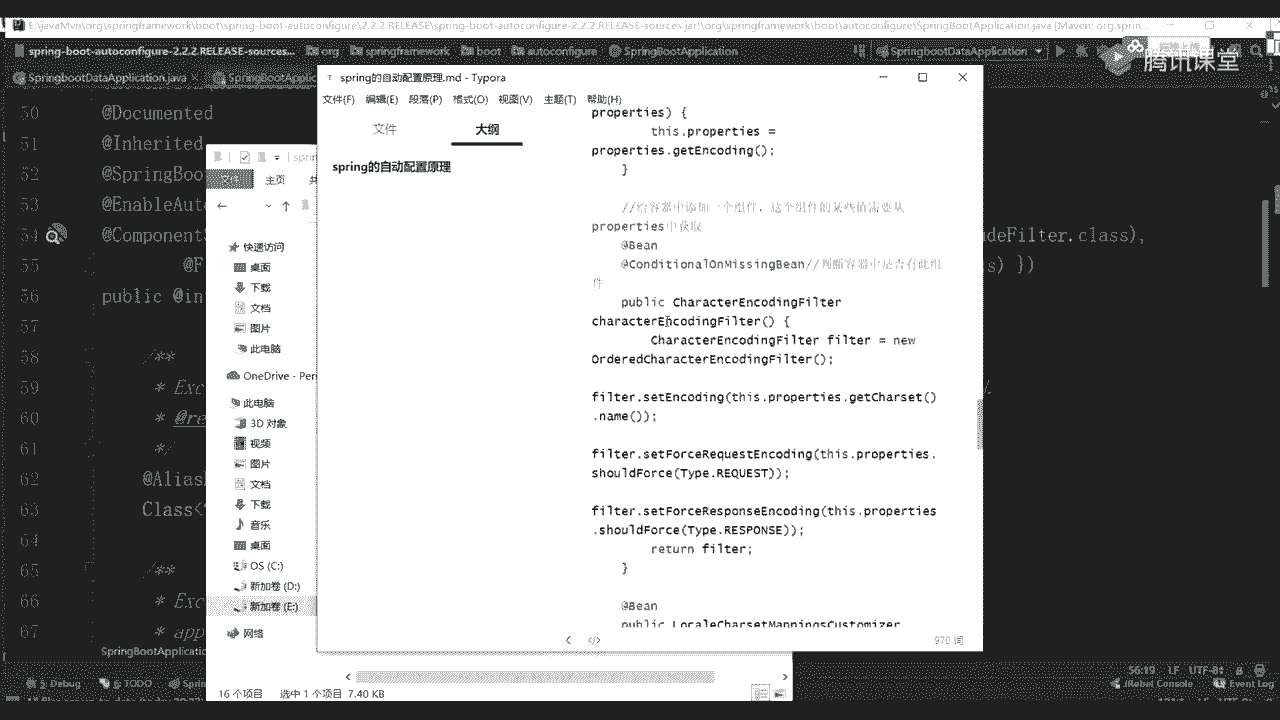 E:\javaMvn\org\springframework\boot\spring-boot-autoconfigure\2.2.2.RELEASE\spring-boot-autoconfigure-2.2.2.RELEASE-sources.jar!\org\springframework\boot\autoconfigure\SpringBootApplication.java [Maven: org.sprin...
spring-boot-autoconfigure-2.2.2.RELEASE-sources... org springframework boot autoconfigure SpringBootApplication SpringbootDataApplication
腾讯课堂
SpringbootDataApplication.java
50 @Documented
51 @Inherited
52 @SpringBoo
53 @EnableAuto
54 @ComponentS
udeFilter.class),
55 @F
s) })
56 public @in
57
58 /**
59 * Exc
60 * @re
61 */
62 @Alias
63 Class<
64
65 /**
66 * Exc
67 * app
SpringBootApplicatio
5: Debug 6: TODO Sprin
56:19 LF UTF-8
JRebel Console Event Log
文件 主页 共
快速访问
桌面
下载
文档
图片
此电脑
OneDrive - Pers
此电脑
3D 对象
视频
图片
文档
下载
音乐
桌面
OS (C:)
新加卷 (D:)
新加卷 (E:)
网络
16 个项目 选中 1 个项目 7.40 KB
spring的自动配置原理.md - Typora
文件(F) 编辑(E) 段落(P) 格式(O) 视图(V) 主题(T) 帮助(H)
文件 大纲
spring的自动配置原理
properties) {
this.properties =
properties.getEncoding();
}
//给容器中添加一个组件，这个组件的某些值需要从
properties中获取
@Bean
@ConditionalOnMissingBean//判断容器中是否有此组
件
public CharacterEncodingFilter
characterEncodingFilter() {
CharacterEncodingFilter filter = new
OrderedCharacterEncodingFilter();
filter.setEncoding(this.properties.getCharset()
.name());
filter.setForceRequestEncoding(this.properties.
shouldForce(Type.REQUEST));
filter.setForceResponseEncoding(this.properties
.shouldForce(Type.RESPONSE));
return filter;
}
@Bean
public LocaleCharsetMappingsCustomizer
970 词